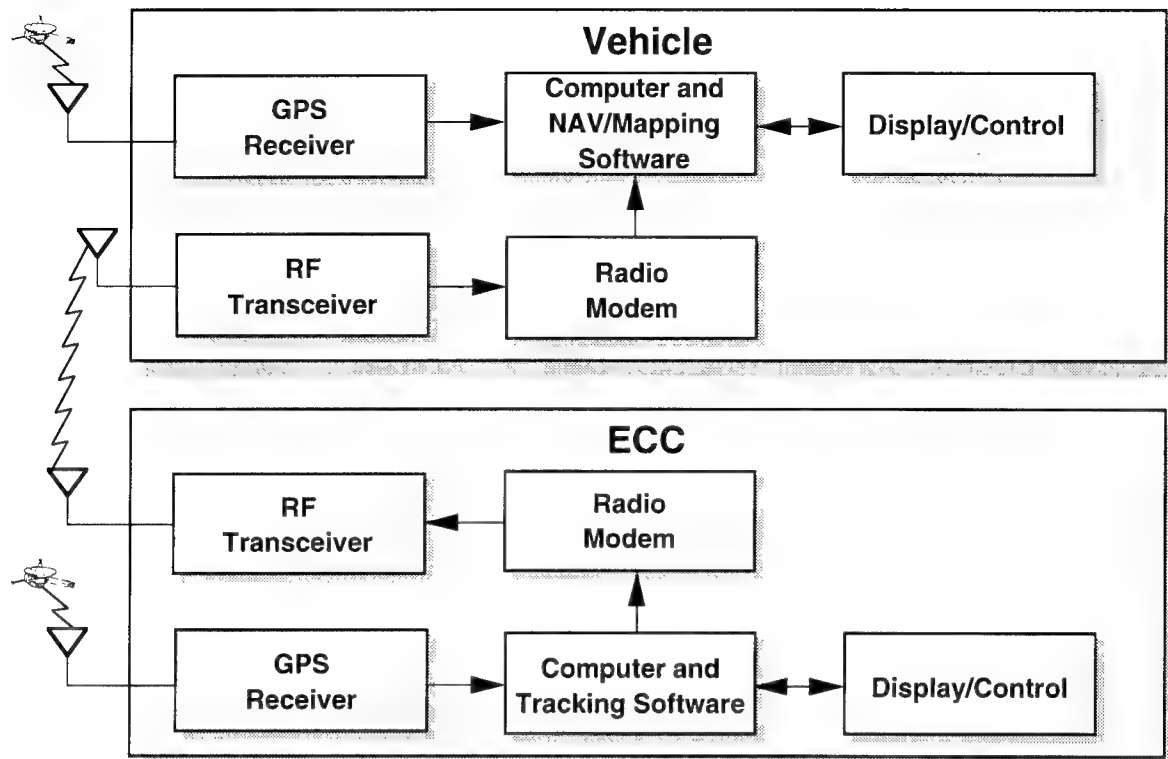 Vehicle
GPS
Receiver
Computer and
NAV/Mapping
Software
Display/Control
RF
Transceiver
Radio
Modem
ECC
RF
Transceiver
Radio
Modem
GPS
Receiver
Computer and
Tracking Software
Display/Control